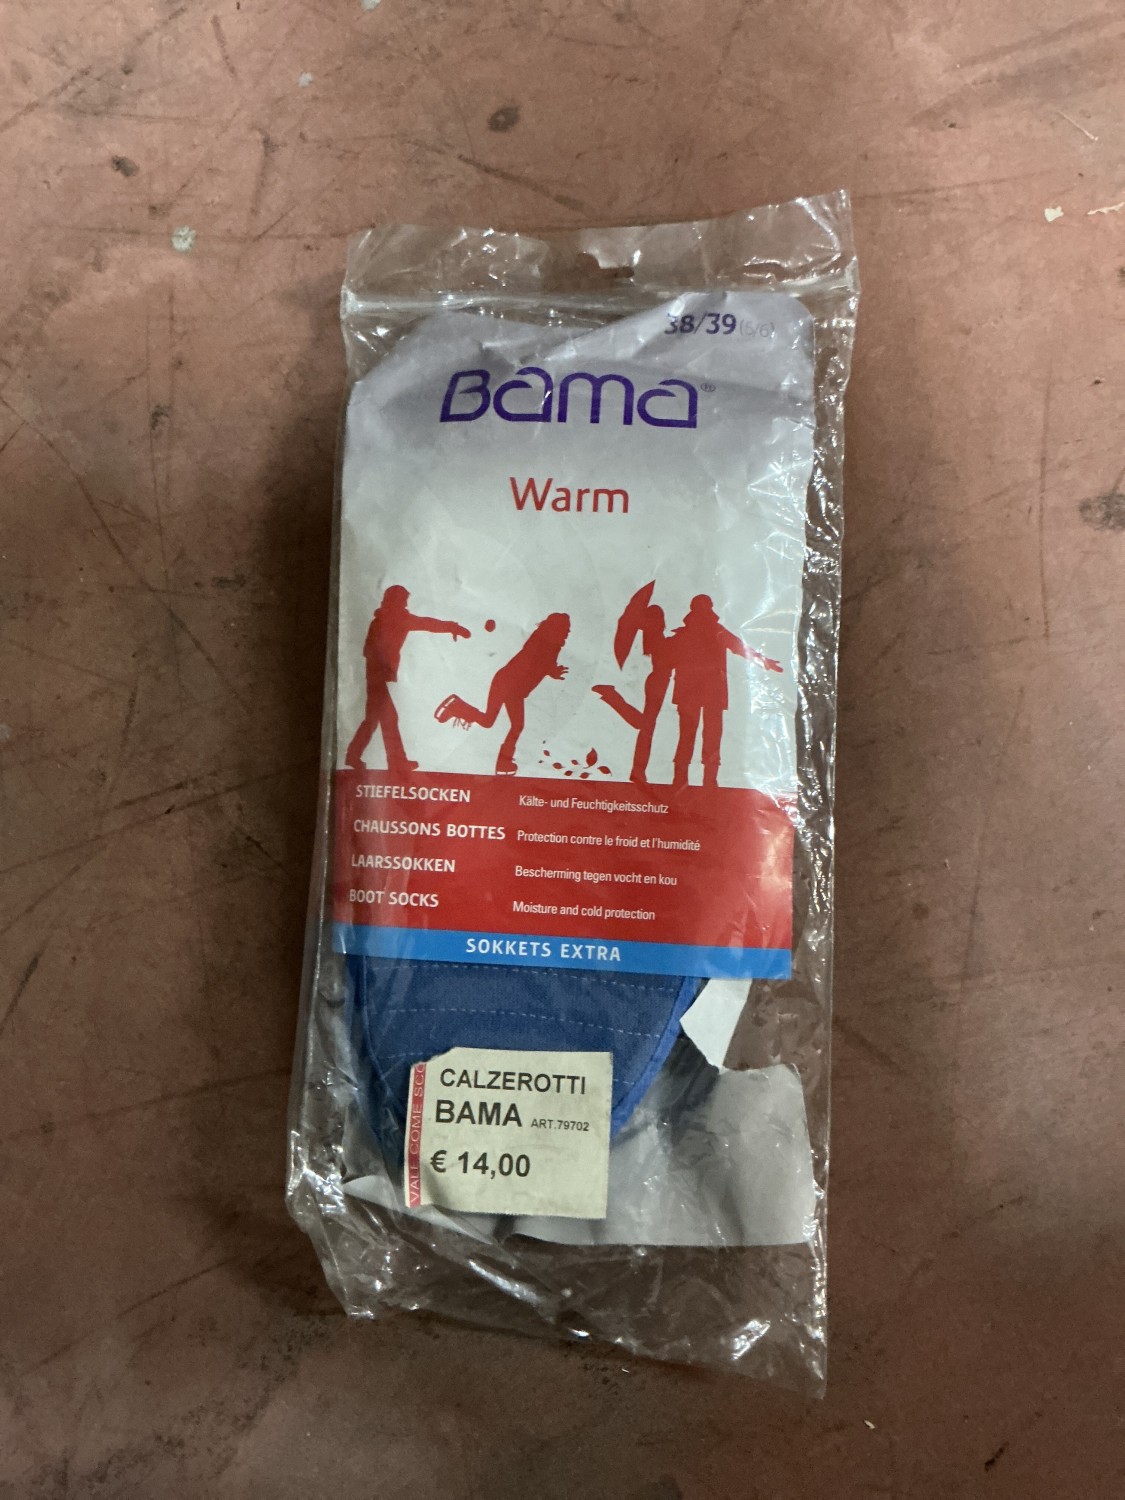 38/39 (5/6)
Bama®
Warm
STIEFELSOCKEN Kälte- und Feuchtigkeitsschutz
CHAUSSONS BOTTES Protection contre le froid et l'humidité
LAARSSOKKEN Bescherming tegen vocht en kou
BOOT SOCKS Moisture and cold protection
SOKKETS EXTRA
CALZEROTTI
BAMA ART.79702
€ 14,00
VALE COME